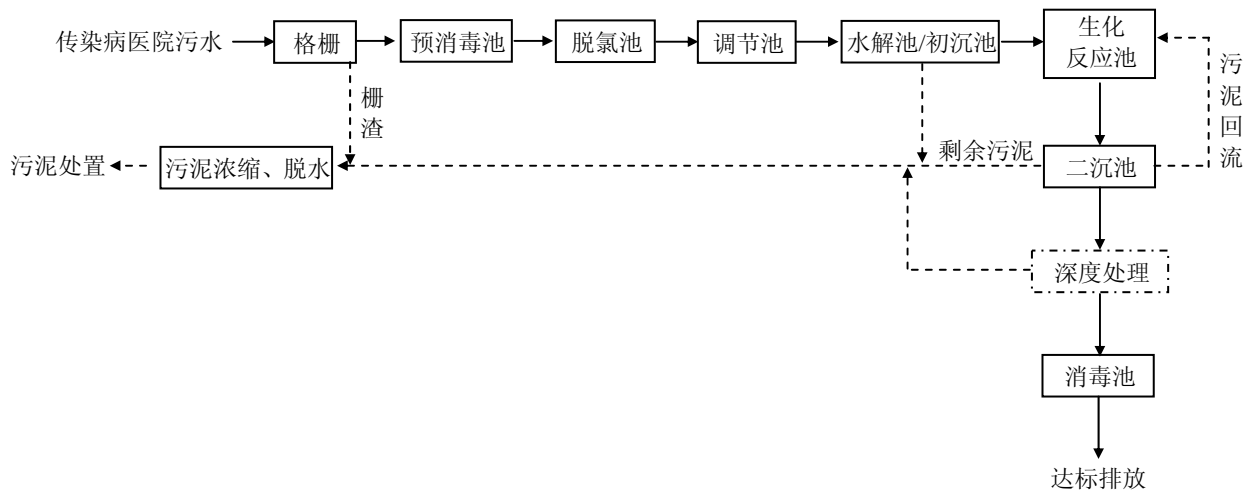 传染病医院污水
格栅
预消毒池
脱氯池
调节池
水解池/初沉池
生化
反应池
污泥回流
栅渣
污泥处置
污泥浓缩、脱水
剩余污泥
二沉池
深度处理
消毒池
达标排放